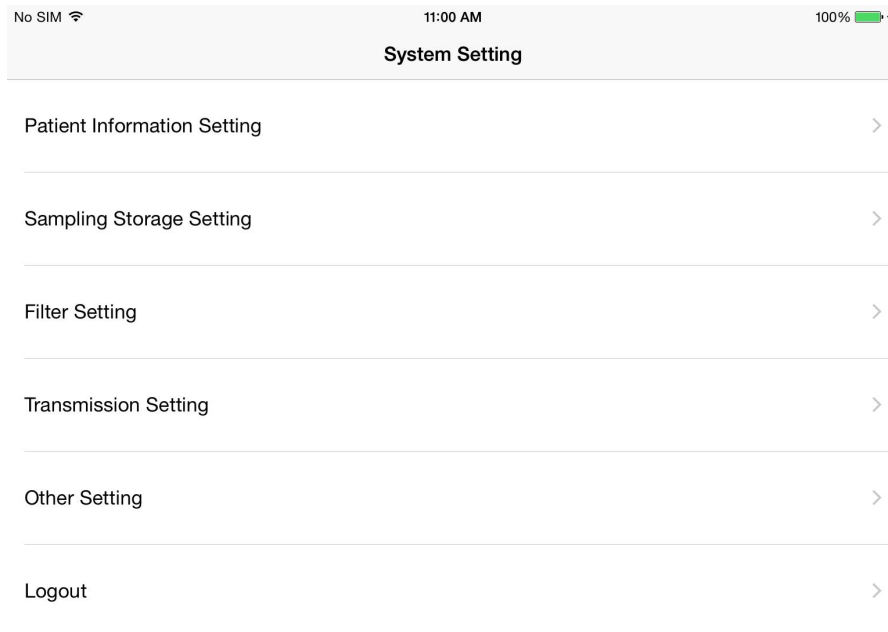 No SIM 11:00 AM 100%
System Setting
Patient Information Setting
Sampling Storage Setting
Filter Setting
Transmission Setting
Other Setting
Logout